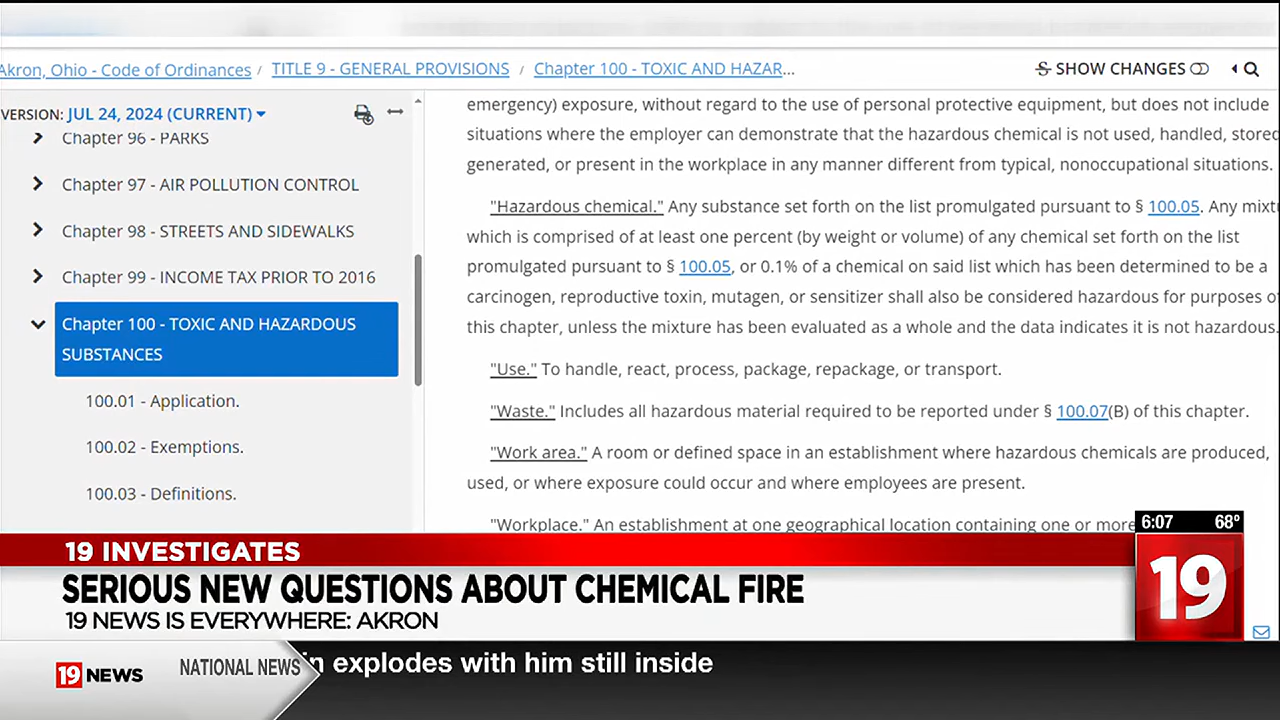 Akron, Ohio - Code of Ordinances / TITLE 9 - GENERAL PROVISIONS / Chapter 100 - TOXIC AND HAZAR...
SHOW CHANGES
VERSION: JUL 24, 2024 (CURRENT)
Chapter 96 - PARKS
Chapter 97 - AIR POLLUTION CONTROL
Chapter 98 - STREETS AND SIDEWALKS
Chapter 99 - INCOME TAX PRIOR TO 2016
Chapter 100 - TOXIC AND HAZARDOUS
SUBSTANCES
100.01 - Application.
100.02 - Exemptions.
100.03 - Definitions.
emergency) exposure, without regard to the use of personal protective equipment, but does not include
situations where the employer can demonstrate that the hazardous chemical is not used, handled, stored
generated, or present in the workplace in any manner different from typical, nonoccupational situations.
"Hazardous chemical." Any substance set forth on the list promulgated pursuant to § 100.05. Any mixtu
which is comprised of at least one percent (by weight or volume) of any chemical set forth on the list
promulgated pursuant to § 100.05, or 0.1% of a chemical on said list which has been determined to be a
carcinogen, reproductive toxin, mutagen, or sensitizer shall also be considered hazardous for purposes of
this chapter, unless the mixture has been evaluated as a whole and the data indicates it is not hazardous.
"Use." To handle, react, process, package, repackage, or transport.
"Waste." Includes all hazardous material required to be reported under § 100.07(B) of this chapter.
"Work area." A room or defined space in an establishment where hazardous chemicals are produced,
used, or where exposure could occur and where employees are present.
"Workplace." An establishment at one geographical location containing one or more
6:07 68°
19
19 INVESTIGATES
SERIOUS NEW QUESTIONS ABOUT CHEMICAL FIRE
19 NEWS IS EVERYWHERE: AKRON
19 NEWS NATIONAL NEWS in explodes with him still inside